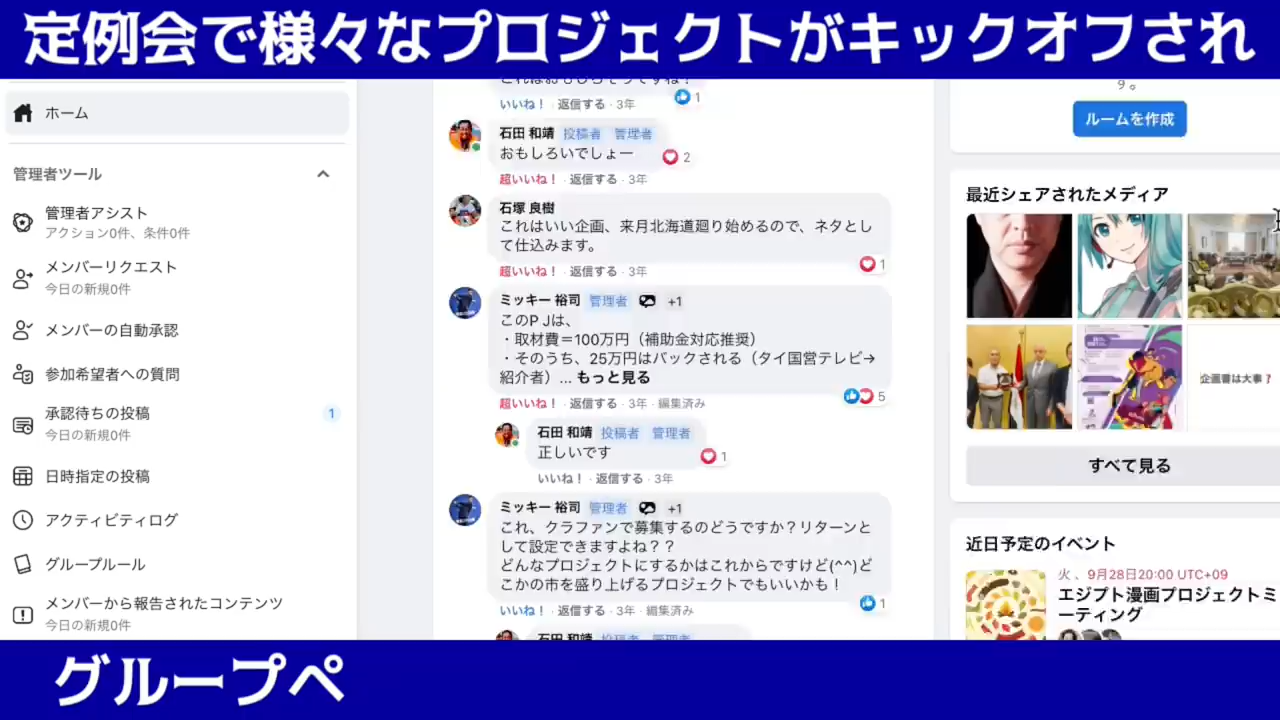 定例会で様々なプロジェクトがキックオフされ
ホーム
管理者ツール
管理者アシスト
アクション0件、条件0件
メンバーリクエスト
今日の新規0件
メンバーの自動承認
参加希望者への質問
承認待ちの投稿
今日の新規0件
1
日時指定の投稿
アクティビティログ
グループルール
メンバーから報告されたコンテンツ
今日の新規0件
いいね！ · 返信する · 3年
1
石田 和靖 投稿者 管理者
おもしろいでしょー
2
超いいね！ · 返信する · 3年
石塚 良樹
これはいい企画、来月北海道廻り始めるので、ネタとし
て仕込みます。
1
超いいね！ · 返信する · 3年
ミッキー 裕司 管理者 +1
このPJは、
・取材費＝100万円（補助金対応推奨）
・そのうち、25万円はバックされる（タイ国営テレビ→
紹介者）... もっと見る
5
超いいね！ · 返信する · 3年 · 編集済み
石田 和靖 投稿者 管理者
正しいです
1
いいね！ · 返信する · 3年
ミッキー 裕司 管理者 +1
これ、クラファンで募集するのどうですか？リターンと
して設定できますよね？？
どんなプロジェクトにするかはこれからですけど(^^)ど
こかの市を盛り上げるプロジェクトでもいいかも！
1
いいね！ · 返信する · 3年 · 編集済み
石田 和靖 投稿者 管理者
す。
ルームを作成
最近シェアされたメディア
企画書は大事？
すべて見る
近日予定のイベント
火 、9月28日20:00 UTC+09
エジプト漫画プロジェクトミ
ーティング
グループペ